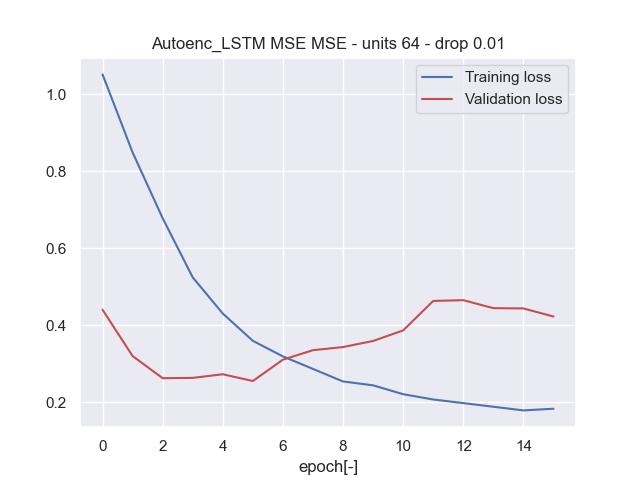 Autoenc_LSTM MSE MSE - units 64 - drop 0.01
Training loss
Validation loss
1.0
0.8
0.6
0.4
0.2
0 2 4 6 8 10 12 14
epoch[-]